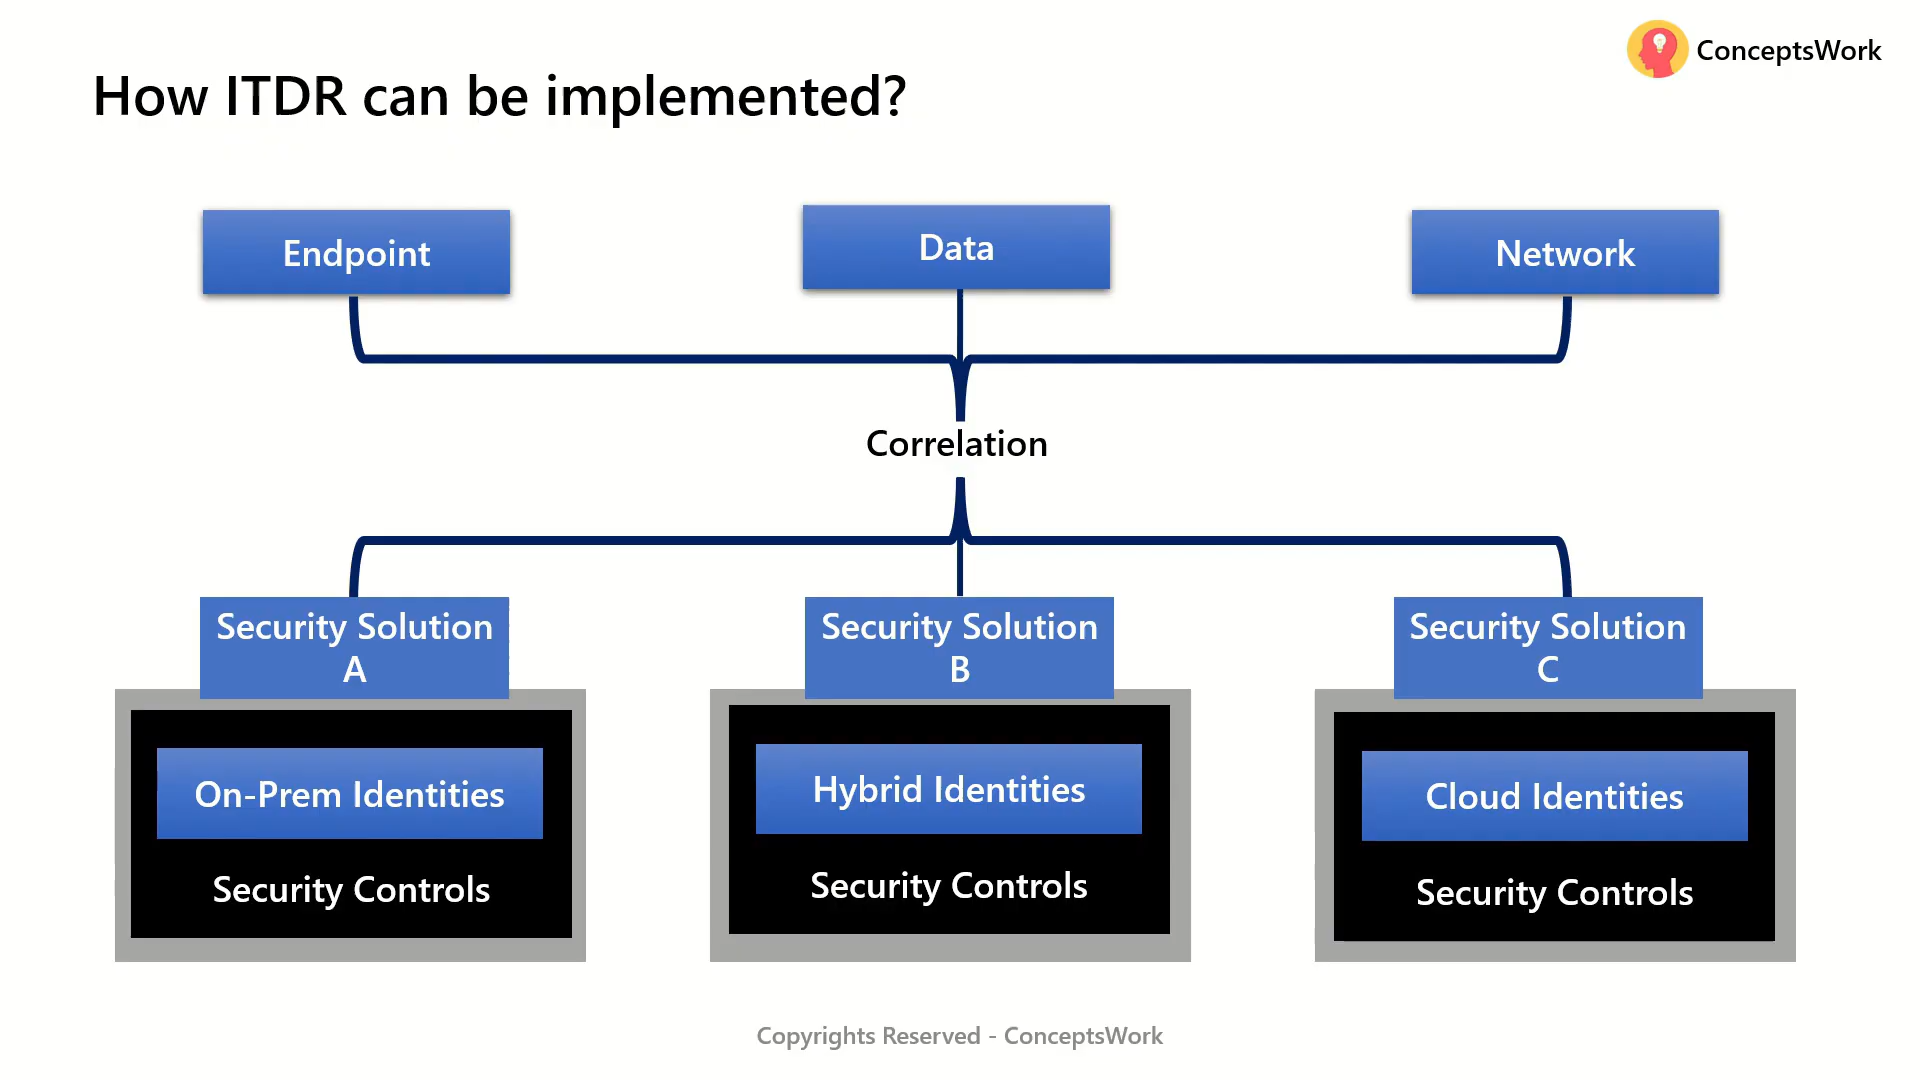 ConceptsWork
How ITDR can be implemented?
Endpoint
Data
Network
Correlation
Security Solution
A
Security Solution
B
Security Solution
C
On-Prem Identities
Hybrid Identities
Cloud Identities
Security Controls
Security Controls
Security Controls
Copyrights Reserved - ConceptsWork